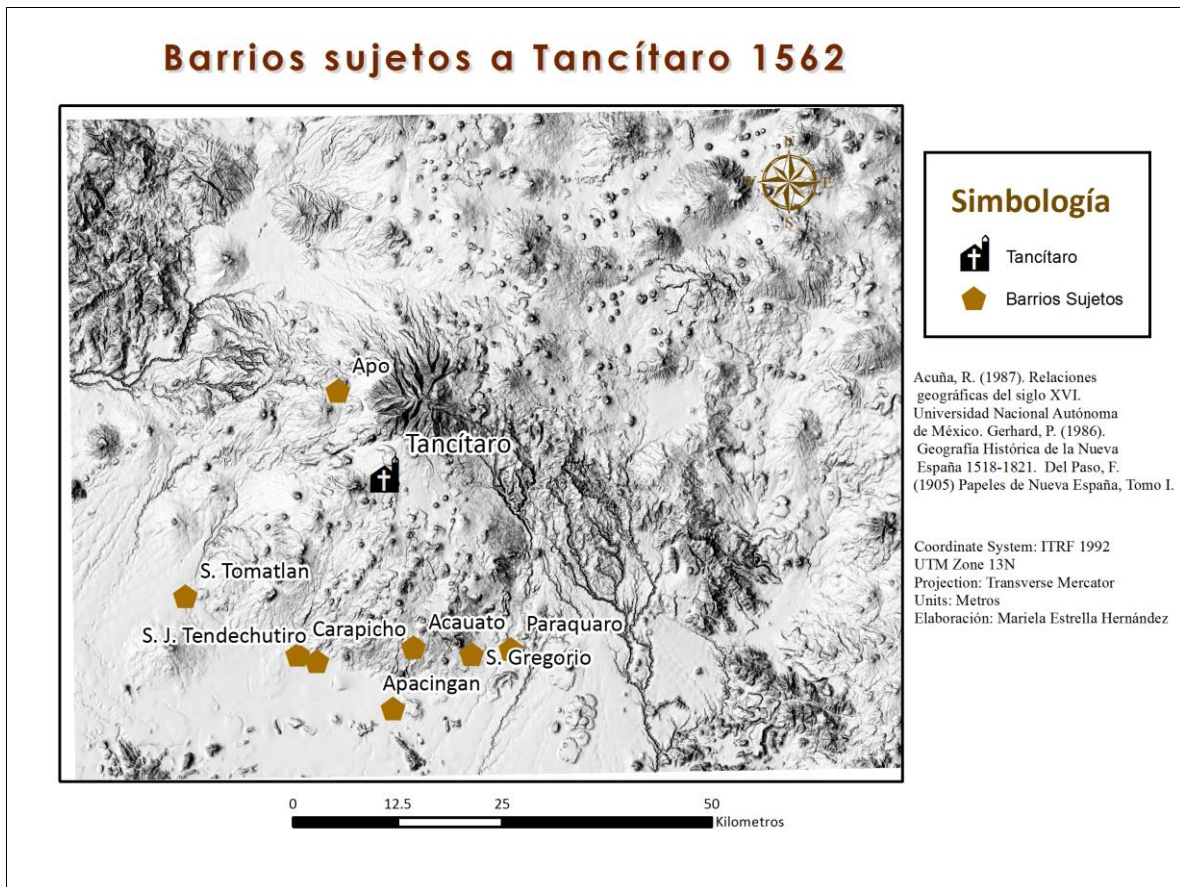 Barrios sujetos a Tancítaro 1562
N
W E
S
Apo
Tancítaro
S. Tomatlan
S. J. Tendechutiro
Carapicho
Acauato
Paraquaro
S. Gregorio
Apacingan
Simbología
Tancítaro
Barrios Sujetos
Acuña, R. (1987). Relaciones
geográficas del siglo XVI.
Universidad Nacional Autónoma
de México. Gerhard, P. (1986).
Geografía Histórica de la Nueva
España 1518-1821. Del Paso, F.
(1905) Papeles de Nueva España, Tomo I.
Coordinate System: ITRF 1992
UTM Zone 13N
Projection: Transverse Mercator
Units: Metros
Elaboración: Mariela Estrella Hernández
0 12.5 25 50
Kilometros